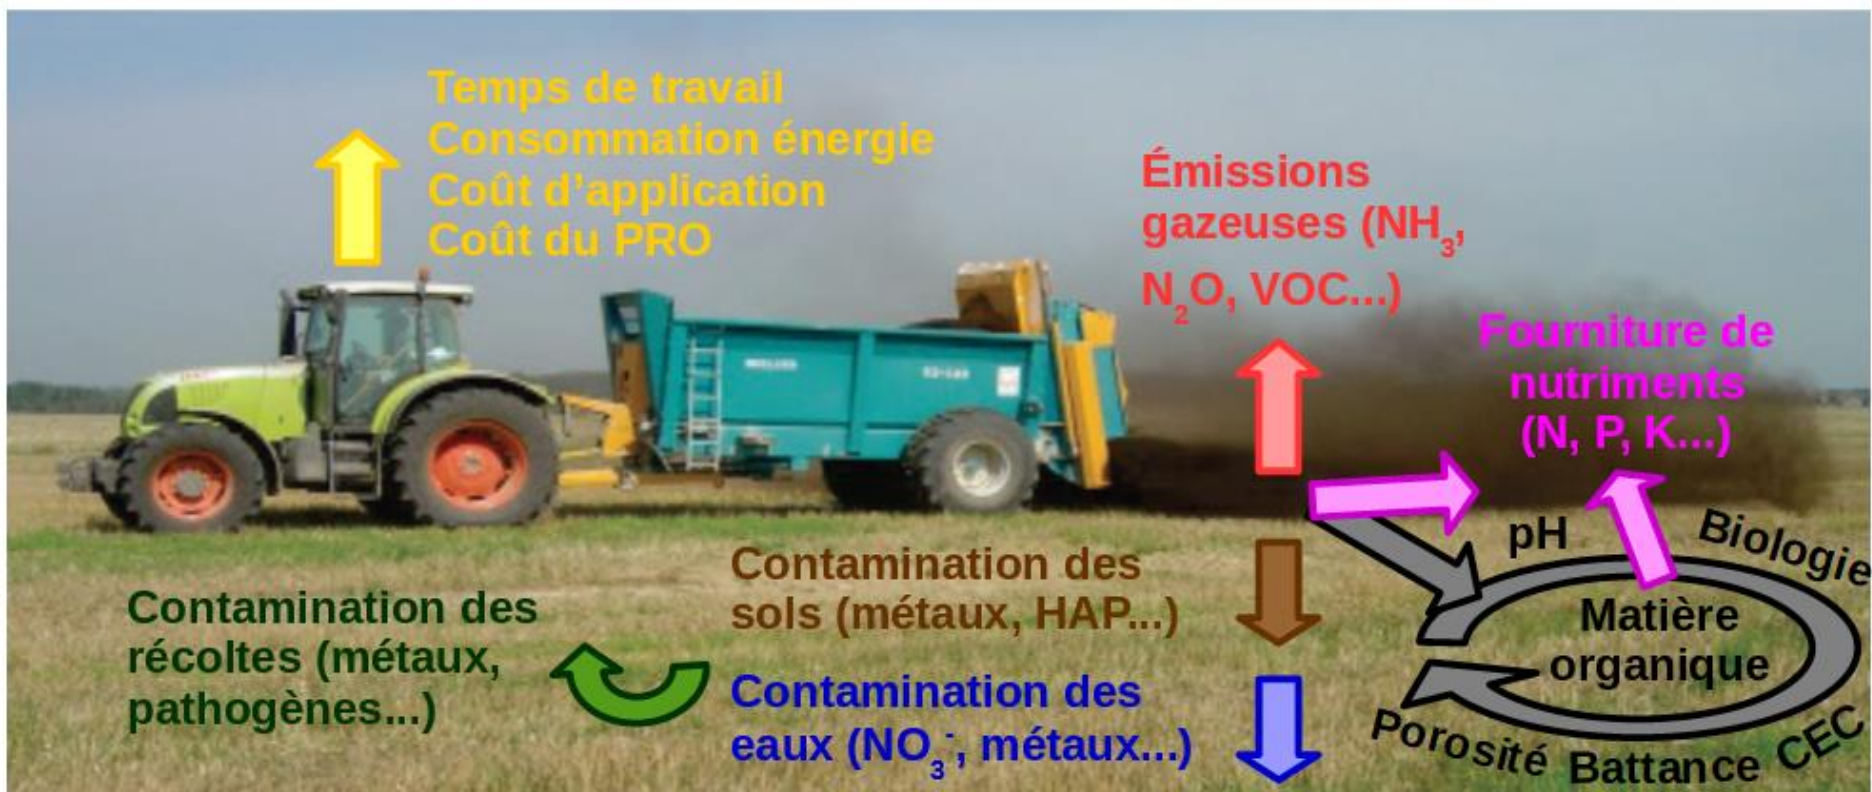 Temps de travail
Consommation énergie
Coût d’application
Coût du PRO
Émissions
gazeuses (NH₃,
N₂O, VOC...)
Fourniture de
nutriments
(N, P, K...)
Contamination des
sols (métaux, HAP...)
Contamination des
récoltes (métaux,
pathogènes...)
Contamination des
eaux (NO₃⁻, métaux...)
pH
Biologie
Matière
organique
Porosité
Battance
CEC